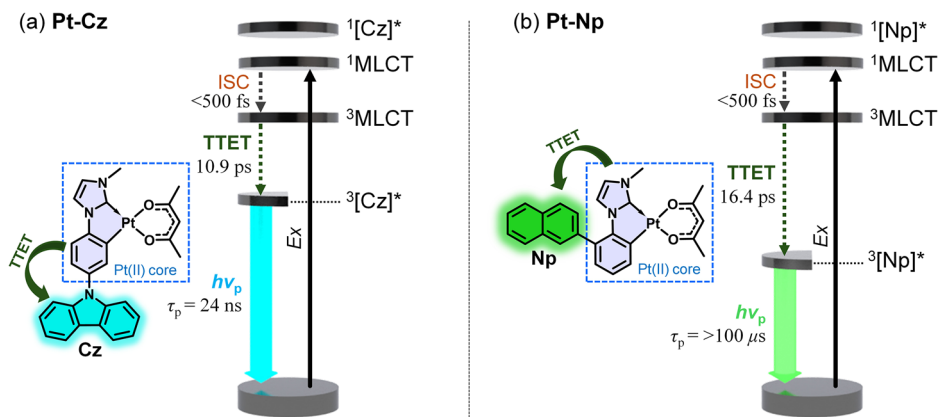 (a) Pt-Cz
¹[Cz]*
¹MLCT
ISC
<500 fs
³MLCT
TTET
10.9 ps
³[Cz]*
N
N
Pt
O
O
Pt(II) core
TTET
N
Cz
Ex
hνp
τp = 24 ns
(b) Pt-Np
¹[Np]*
¹MLCT
ISC
<500 fs
³MLCT
TTET
16.4 ps
³[Np]*
TTET
N
N
Pt
O
O
Np
Pt(II) core
Ex
hνp
τp = >100 µs